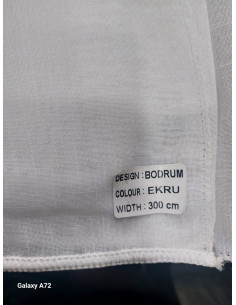 DESIGN : BODRUM
COLOUR : EKRU
WIDTH : 300 cm
Galaxy A72